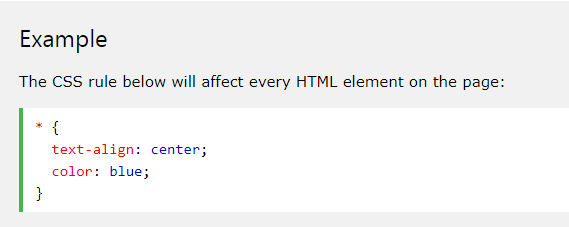 Example
The CSS rule below will affect every HTML element on the page:
* {
  text-align: center;
  color: blue;
}